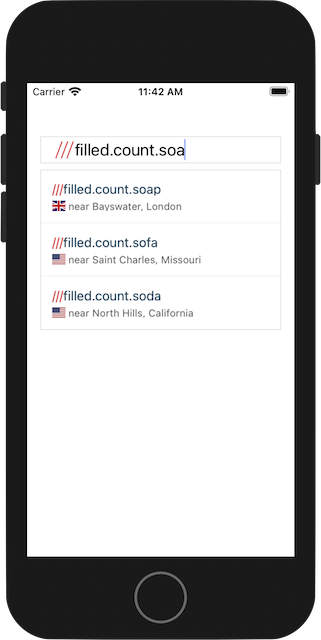 Carrier 11:42 AM
///filled.count.soa
///filled.count.soap
near Bayswater, London
///filled.count.sofa
near Saint Charles, Missouri
///filled.count.soda
near North Hills, California